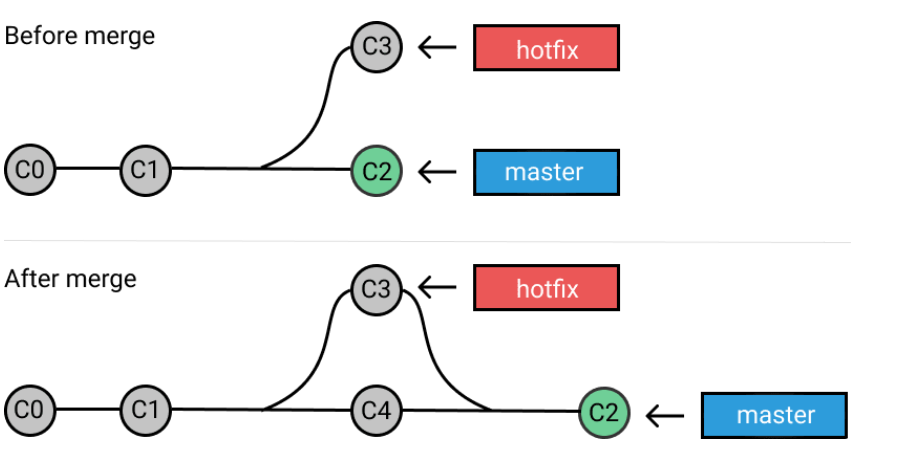 Before merge
C3
hotfix
C0
C1
C2
master
After merge
C3
hotfix
C0
C1
C4
C2
master